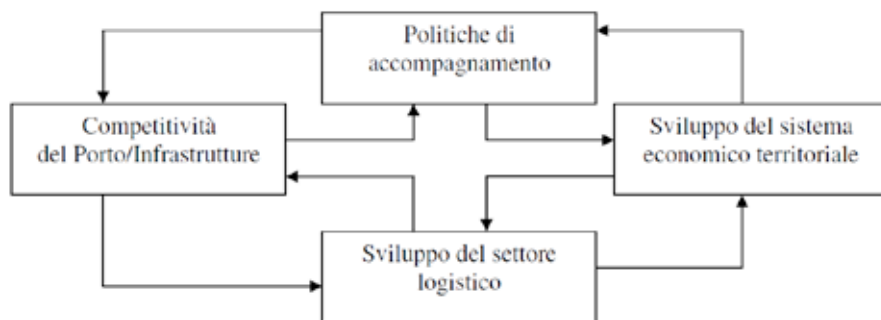 Politiche di
accompagnamento
Competitività
del Porto/Infrastrutture
Sviluppo del sistema
economico territoriale
Sviluppo del settore
logistico